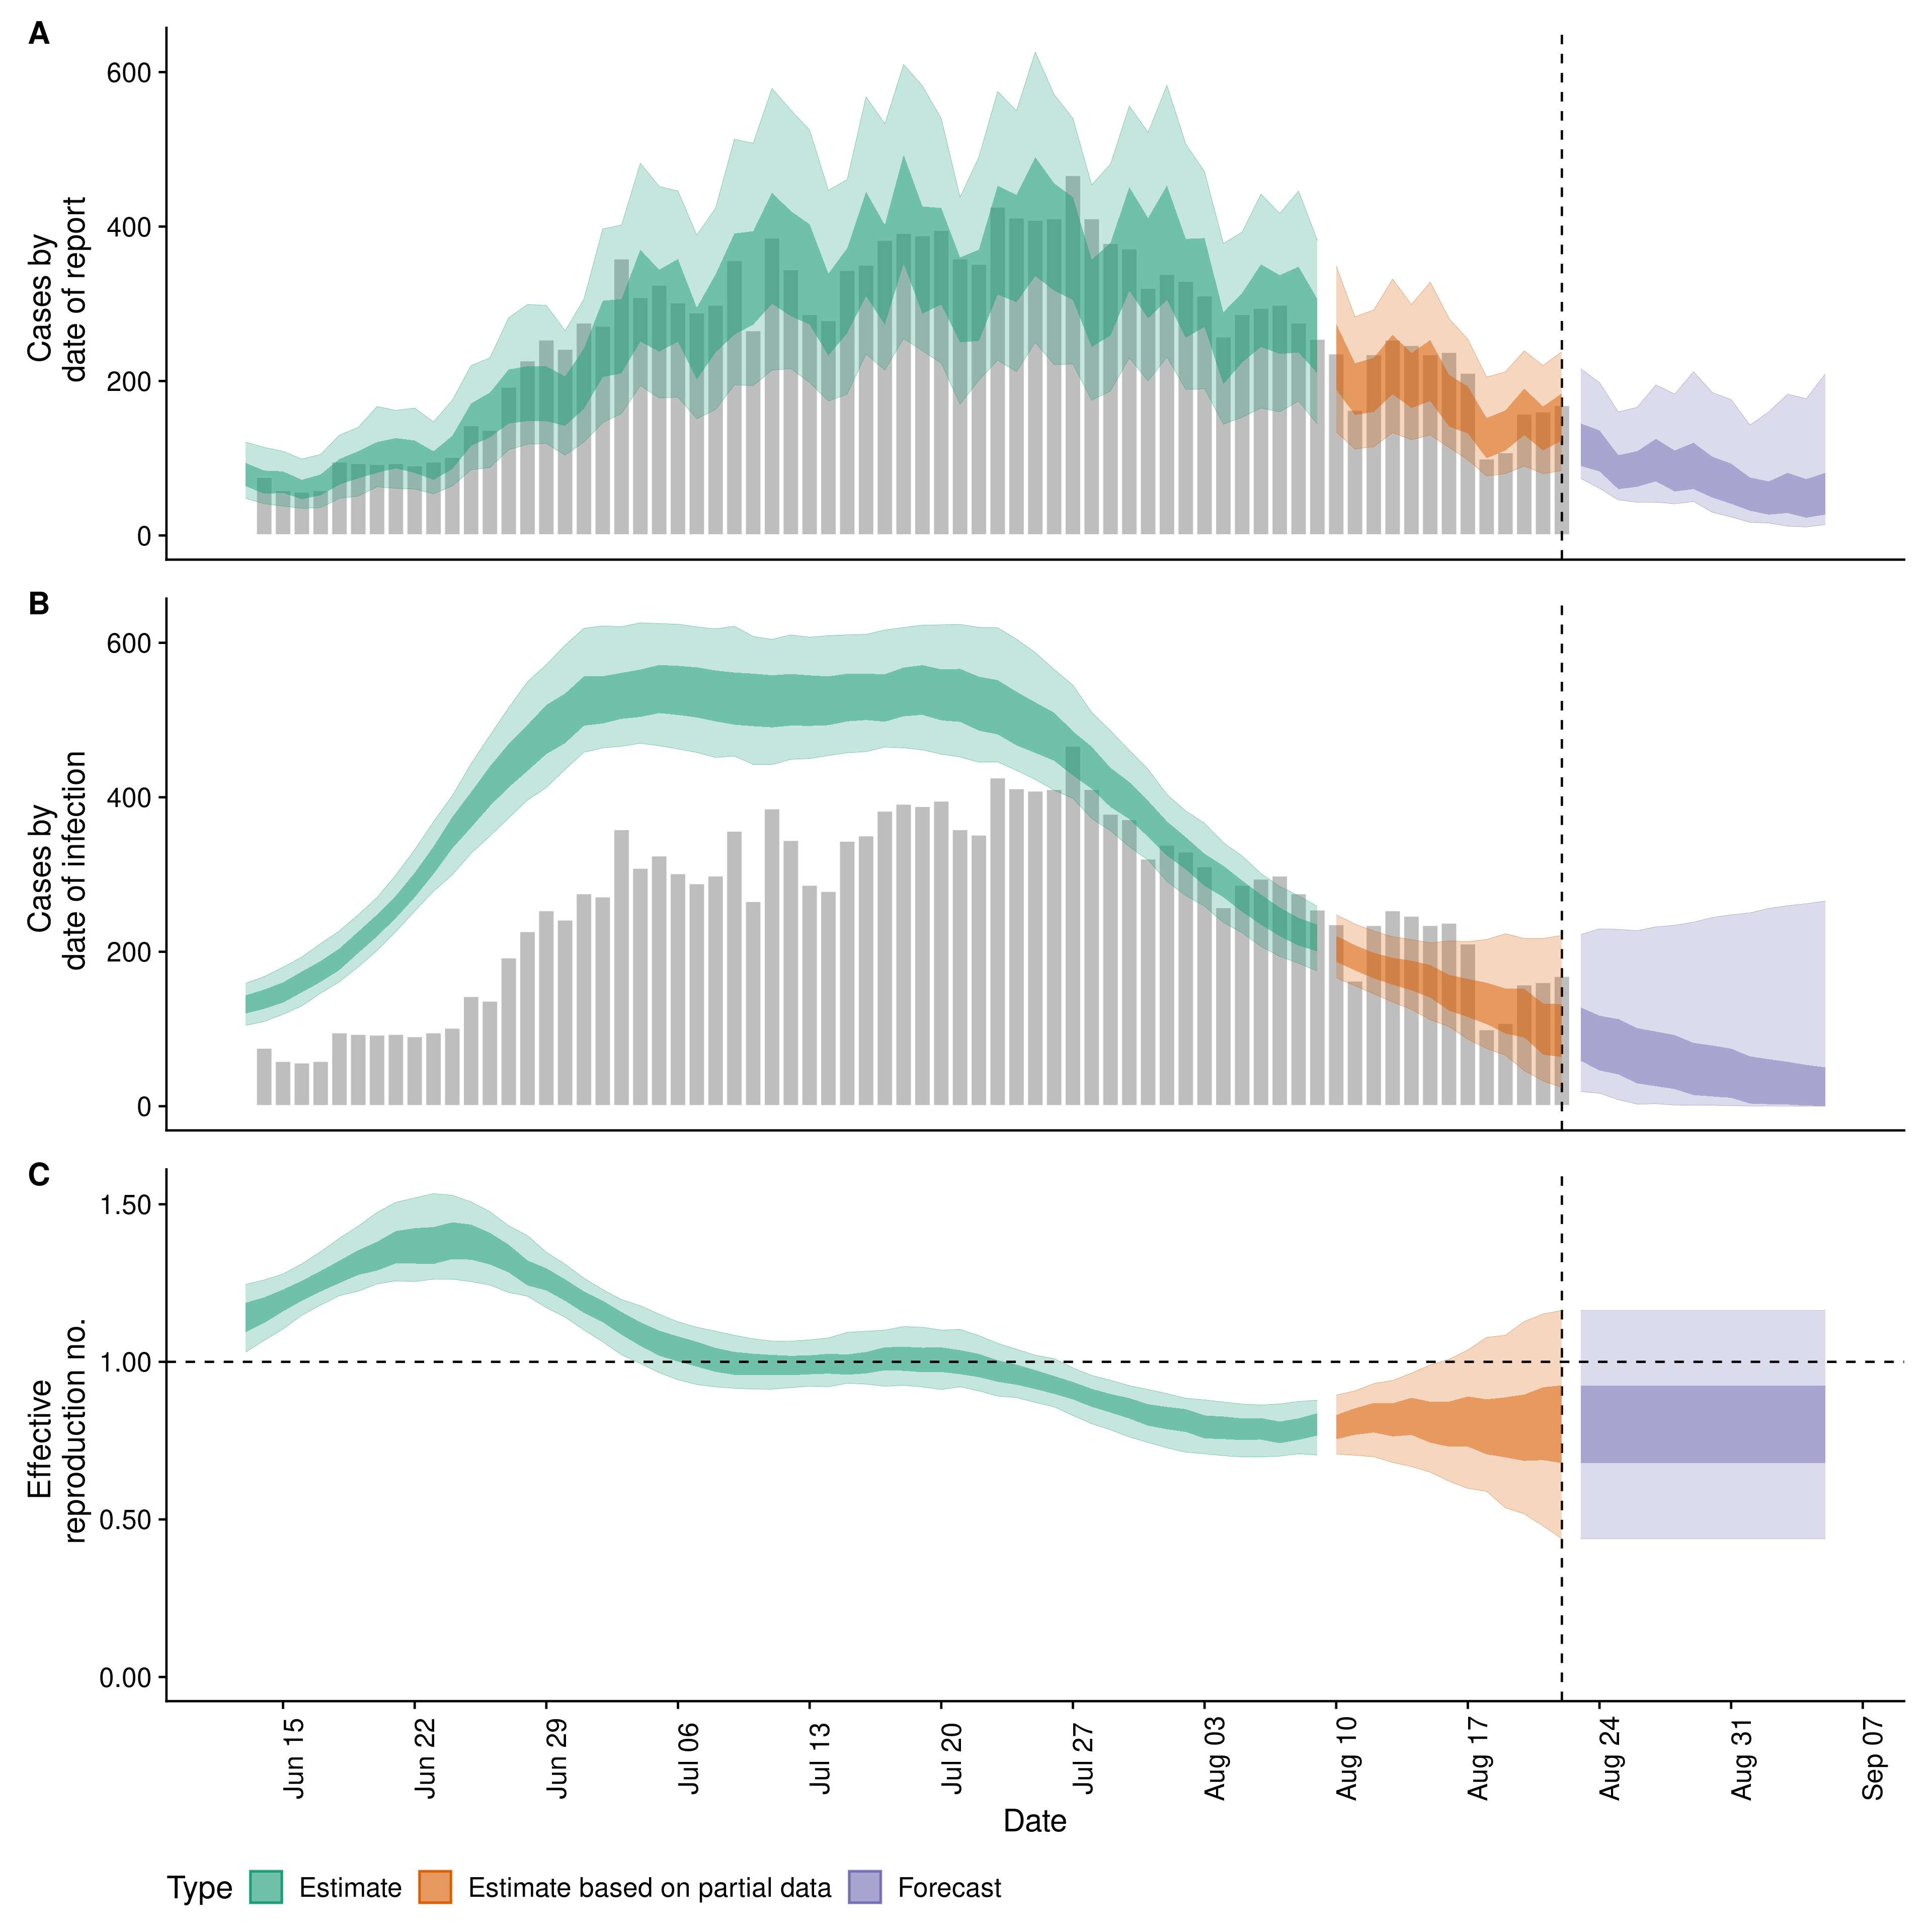 A
Cases by
date of report
600
400
200
0
B
Cases by
date of infection
600
400
200
0
C
Effective
reproduction no.
1.50
1.00
0.50
0.00
Jun 15
Jun 22
Jun 29
Jul 06
Jul 13
Jul 20
Jul 27
Aug 03
Aug 10
Aug 17
Aug 24
Aug 31
Sep 07
Date
Type Estimate Estimate based on partial data Forecast